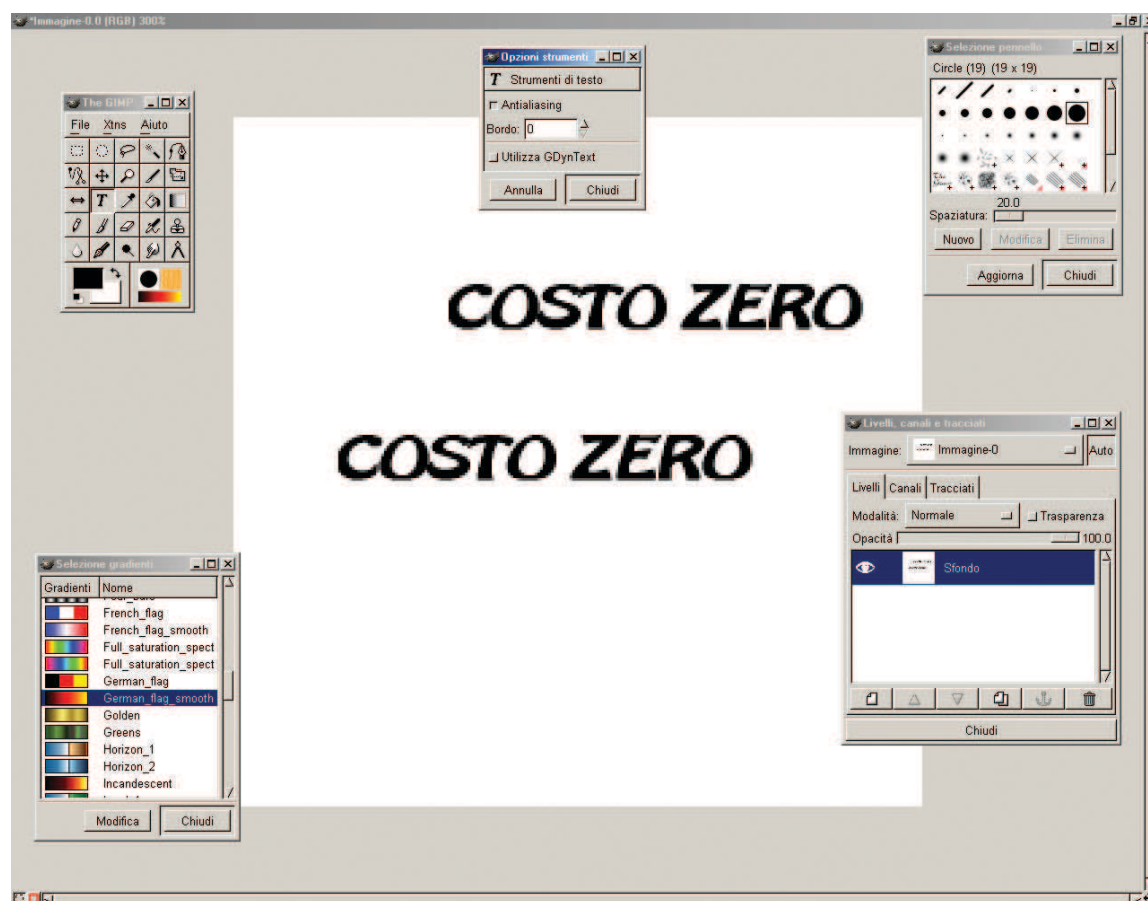 *Immagine-0.0 (RGB) 300%
Opzioni strumenti
T Strumenti di testo
Antialiasing
Bordo: 0
Utilizza GDynText
Annulla Chiudi
Selezione pennello
Circle (19) (19 x 19)
20.0
Spaziatura:
Nuovo Modifica Elimina
Aggiorna Chiudi
The GIMP
File Xtns Aiuto
T
COSTO ZERO
COSTO ZERO
Livelli, canali e tracciati
Immagine: Immagine-0 Auto
Livelli Canali Tracciati
Modalità: Normale Trasparenza
Opacità 100.0
Sfondo
Chiudi
Selezione gradienti
Gradienti Nome
French_flag
French_flag_smooth
Full_saturation_spect
Full_saturation_spect
German_flag
German_flag_smooth
Golden
Greens
Horizon_1
Horizon_2
Incandescent
Modifica Chiudi